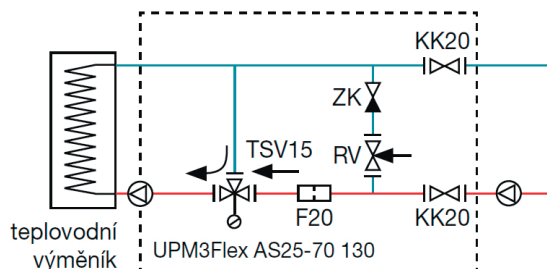 KK20
ZK
TSV15
RV
F20
KK20
teplovodní
výměník
UPM3Flex AS25-70 130